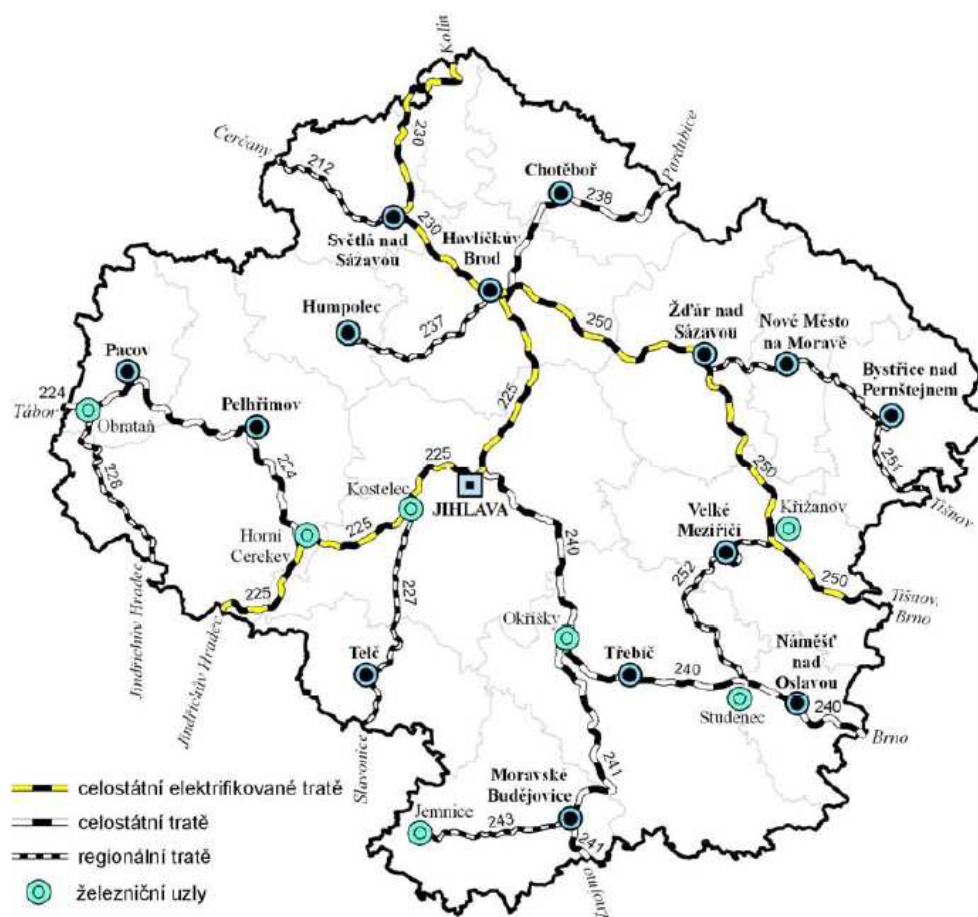 Kolín
230
Čerčany
212
Chotěboř
Pardubice
238
230
Světlá nad
Sázavou
Havlíčkův
Brod
Humpolec
237
250
Žďár nad
Sázavou
Nové Město
na Moravě
Pacov
Bystřice nad
Pernštejnem
224
Tábor
Obrataň
Pelhřimov
225
224
228
225
Kostelec
JIHLAVA
250
251
Tišnov
Velké
Meziříčí
Křižanov
Horní
Cerekev
225
240
252
225
250
Tišnov,
Brno
227
Jindřichův Hradec
Jindřichův Hradec
Okříšky
Telč
Třebíč
240
Náměšť
nad
Oslavou
Studenec
240
Brno
Slavonice
241
Moravské
Budějovice
Jemnice
243
241
celostátní elektrifikované tratě
celostátní tratě
regionální tratě
železniční uzly